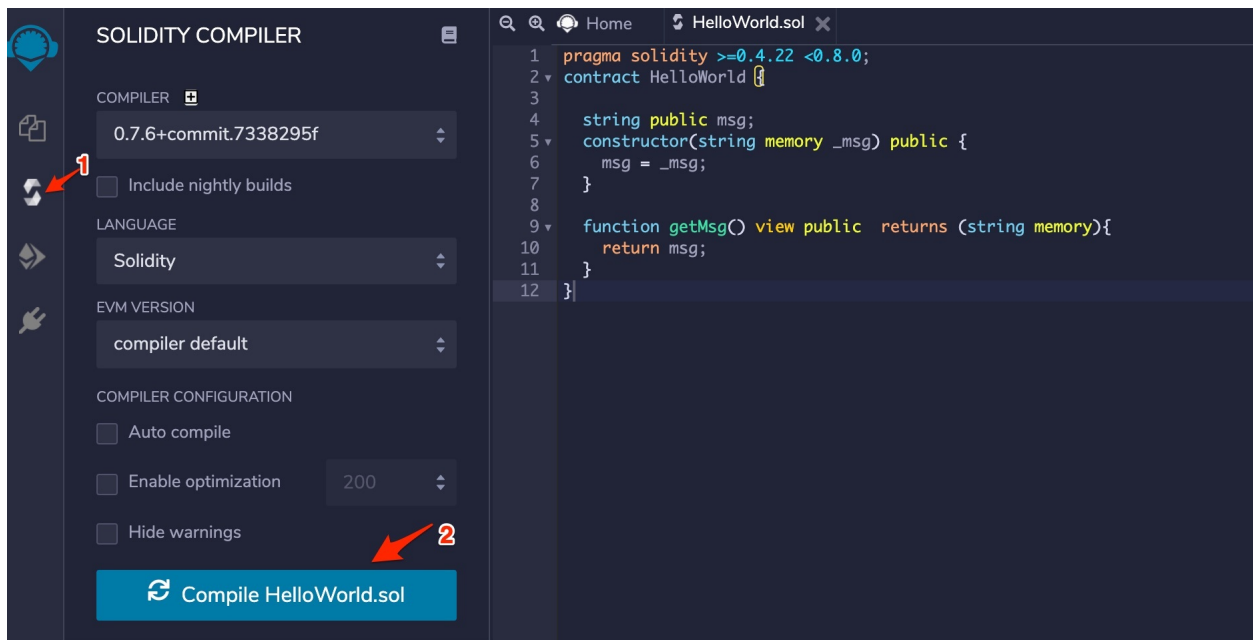 SOLIDITY COMPILER
COMPILER
0.7.6+commit.7338295f
1
Include nightly builds
LANGUAGE
Solidity
EVM VERSION
compiler default
COMPILER CONFIGURATION
Auto compile
Enable optimization 200
Hide warnings
2
Compile HelloWorld.sol
Home HelloWorld.sol
1 pragma solidity >=0.4.22 <0.8.0;
2 contract HelloWorld {
3
4 string public msg;
5 constructor(string memory _msg) public {
6 msg = _msg;
7 }
8
9 function getMsg() view public  returns (string memory){
10 return msg;
11 }
12 }